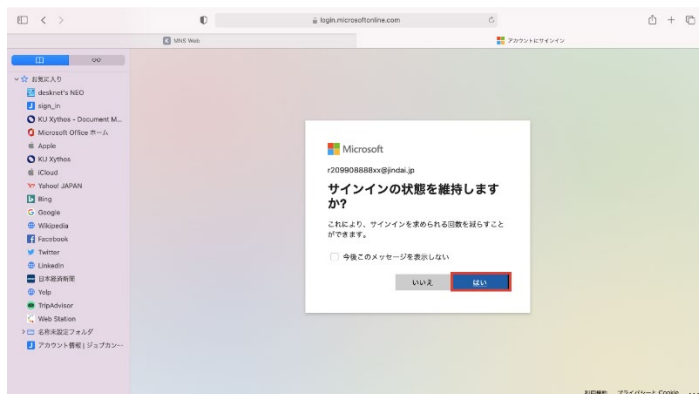 login.microsoftonline.com
MNS Web
アカウントにサインイン
お気に入り
desknet's NEO
sign_in
KU Xythos - Document M...
Microsoft Office ホーム
Apple
KU Xythos
iCloud
Yahoo! JAPAN
Bing
Google
Wikipedia
Facebook
Twitter
LinkedIn
日本経済新聞
Yelp
TripAdvisor
Web Station
名称未設定フォルダ
アカウント情報 | ジョブカン…
Microsoft
r209908888xx@jindai.jp
サインインの状態を維持します
か?
これにより、サインインを求められる回数を減らすこと
ができます。
今後このメッセージを表示しない
いいえ
はい
利用規約 プライバシーと Cookie ...